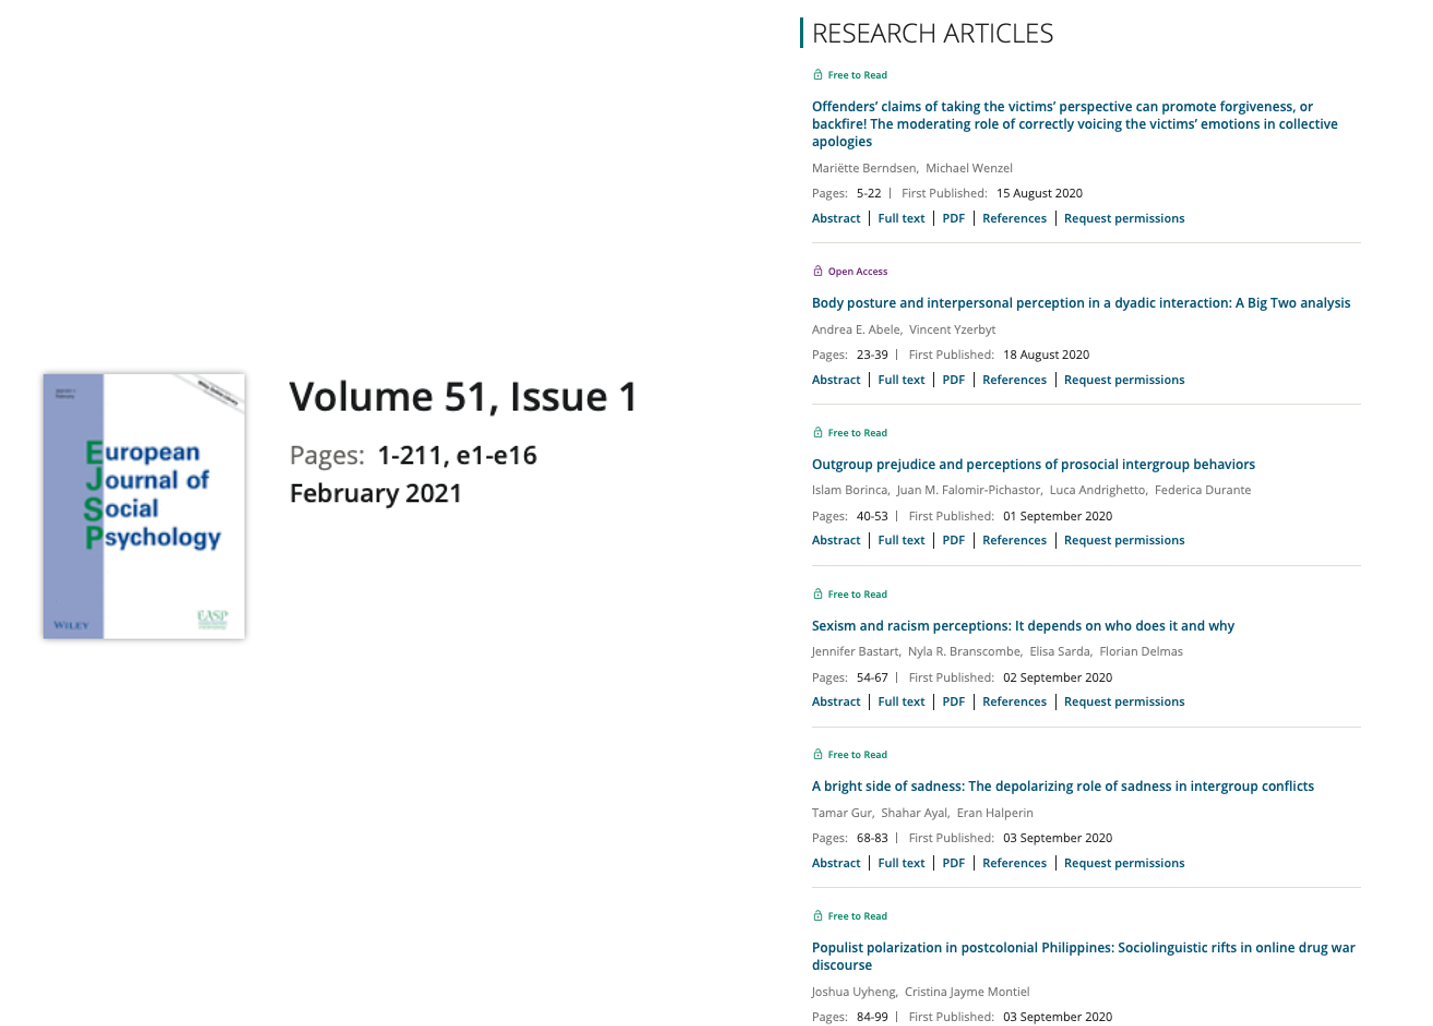 European
Journal of
Social
Psychology
WILEY
EASP
Volume 51, Issue 1
Pages: 1-211, e1-e16
February 2021
RESEARCH ARTICLES
Free to Read
Offenders’ claims of taking the victims’ perspective can promote forgiveness, or
backfire! The moderating role of correctly voicing the victims’ emotions in collective
apologies
Mariëtte Berndsen, Michael Wenzel
Pages: 5-22 | First Published: 15 August 2020
Abstract | Full text | PDF | References | Request permissions
Open Access
Body posture and interpersonal perception in a dyadic interaction: A Big Two analysis
Andrea E. Abele, Vincent Yzerbyt
Pages: 23-39 | First Published: 18 August 2020
Abstract | Full text | PDF | References | Request permissions
Free to Read
Outgroup prejudice and perceptions of prosocial intergroup behaviors
Islam Borinca, Juan M. Falomir-Pichastor, Luca Andrighetto, Federica Durante
Pages: 40-53 | First Published: 01 September 2020
Abstract | Full text | PDF | References | Request permissions
Free to Read
Sexism and racism perceptions: It depends on who does it and why
Jennifer Bastart, Nyla R. Branscombe, Elisa Sarda, Florian Delmas
Pages: 54-67 | First Published: 02 September 2020
Abstract | Full text | PDF | References | Request permissions
Free to Read
A bright side of sadness: The depolarizing role of sadness in intergroup conflicts
Tamar Gur, Shahar Ayal, Eran Halperin
Pages: 68-83 | First Published: 03 September 2020
Abstract | Full text | PDF | References | Request permissions
Free to Read
Populist polarization in postcolonial Philippines: Sociolinguistic rifts in online drug war
discourse
Joshua Uyheng, Cristina Jayme Montiel
Pages: 84-99 | First Published: 03 September 2020